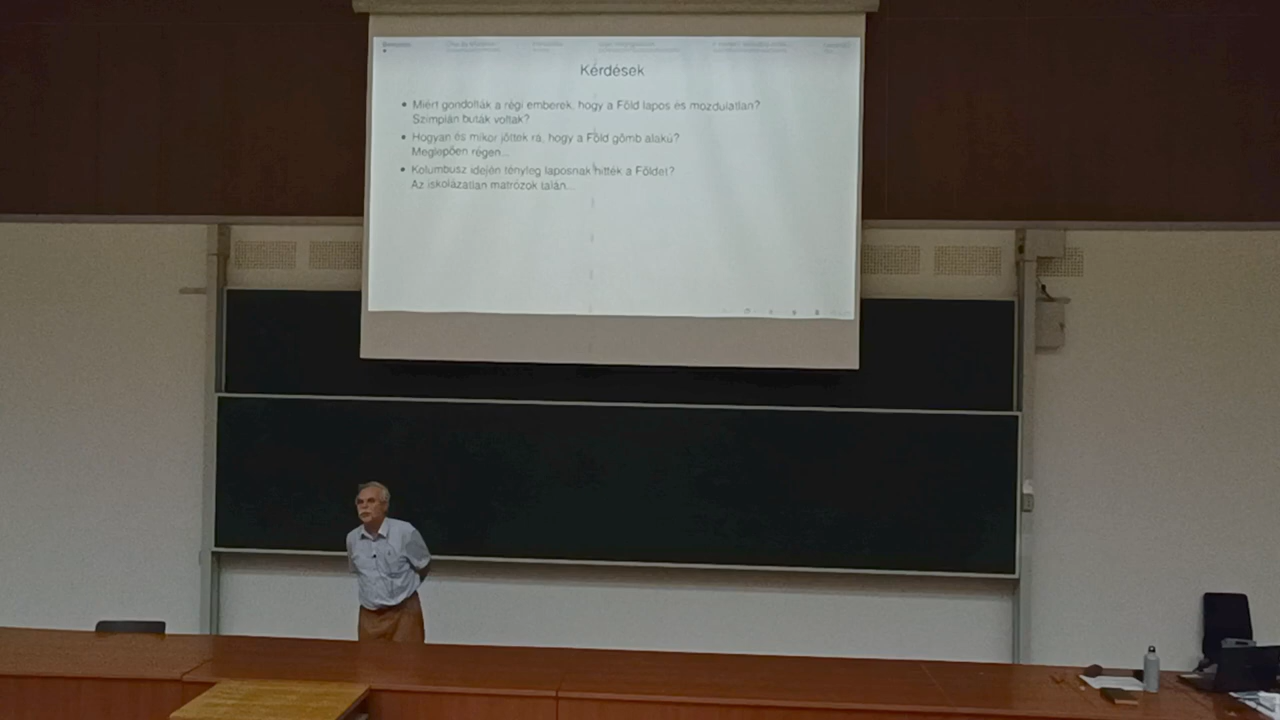 Kérdések
Miért gondolták a régi emberek, hogy a Föld lapos és mozdulatlan?
Szimplán buták voltak?
Hogyan és mikor jöttek rá, hogy a Föld gömb alakú?
Meglepően régen...
Kolumbusz idején tényleg laposnak hitték a Földet?
Az iskolázatlan matrózok talán...